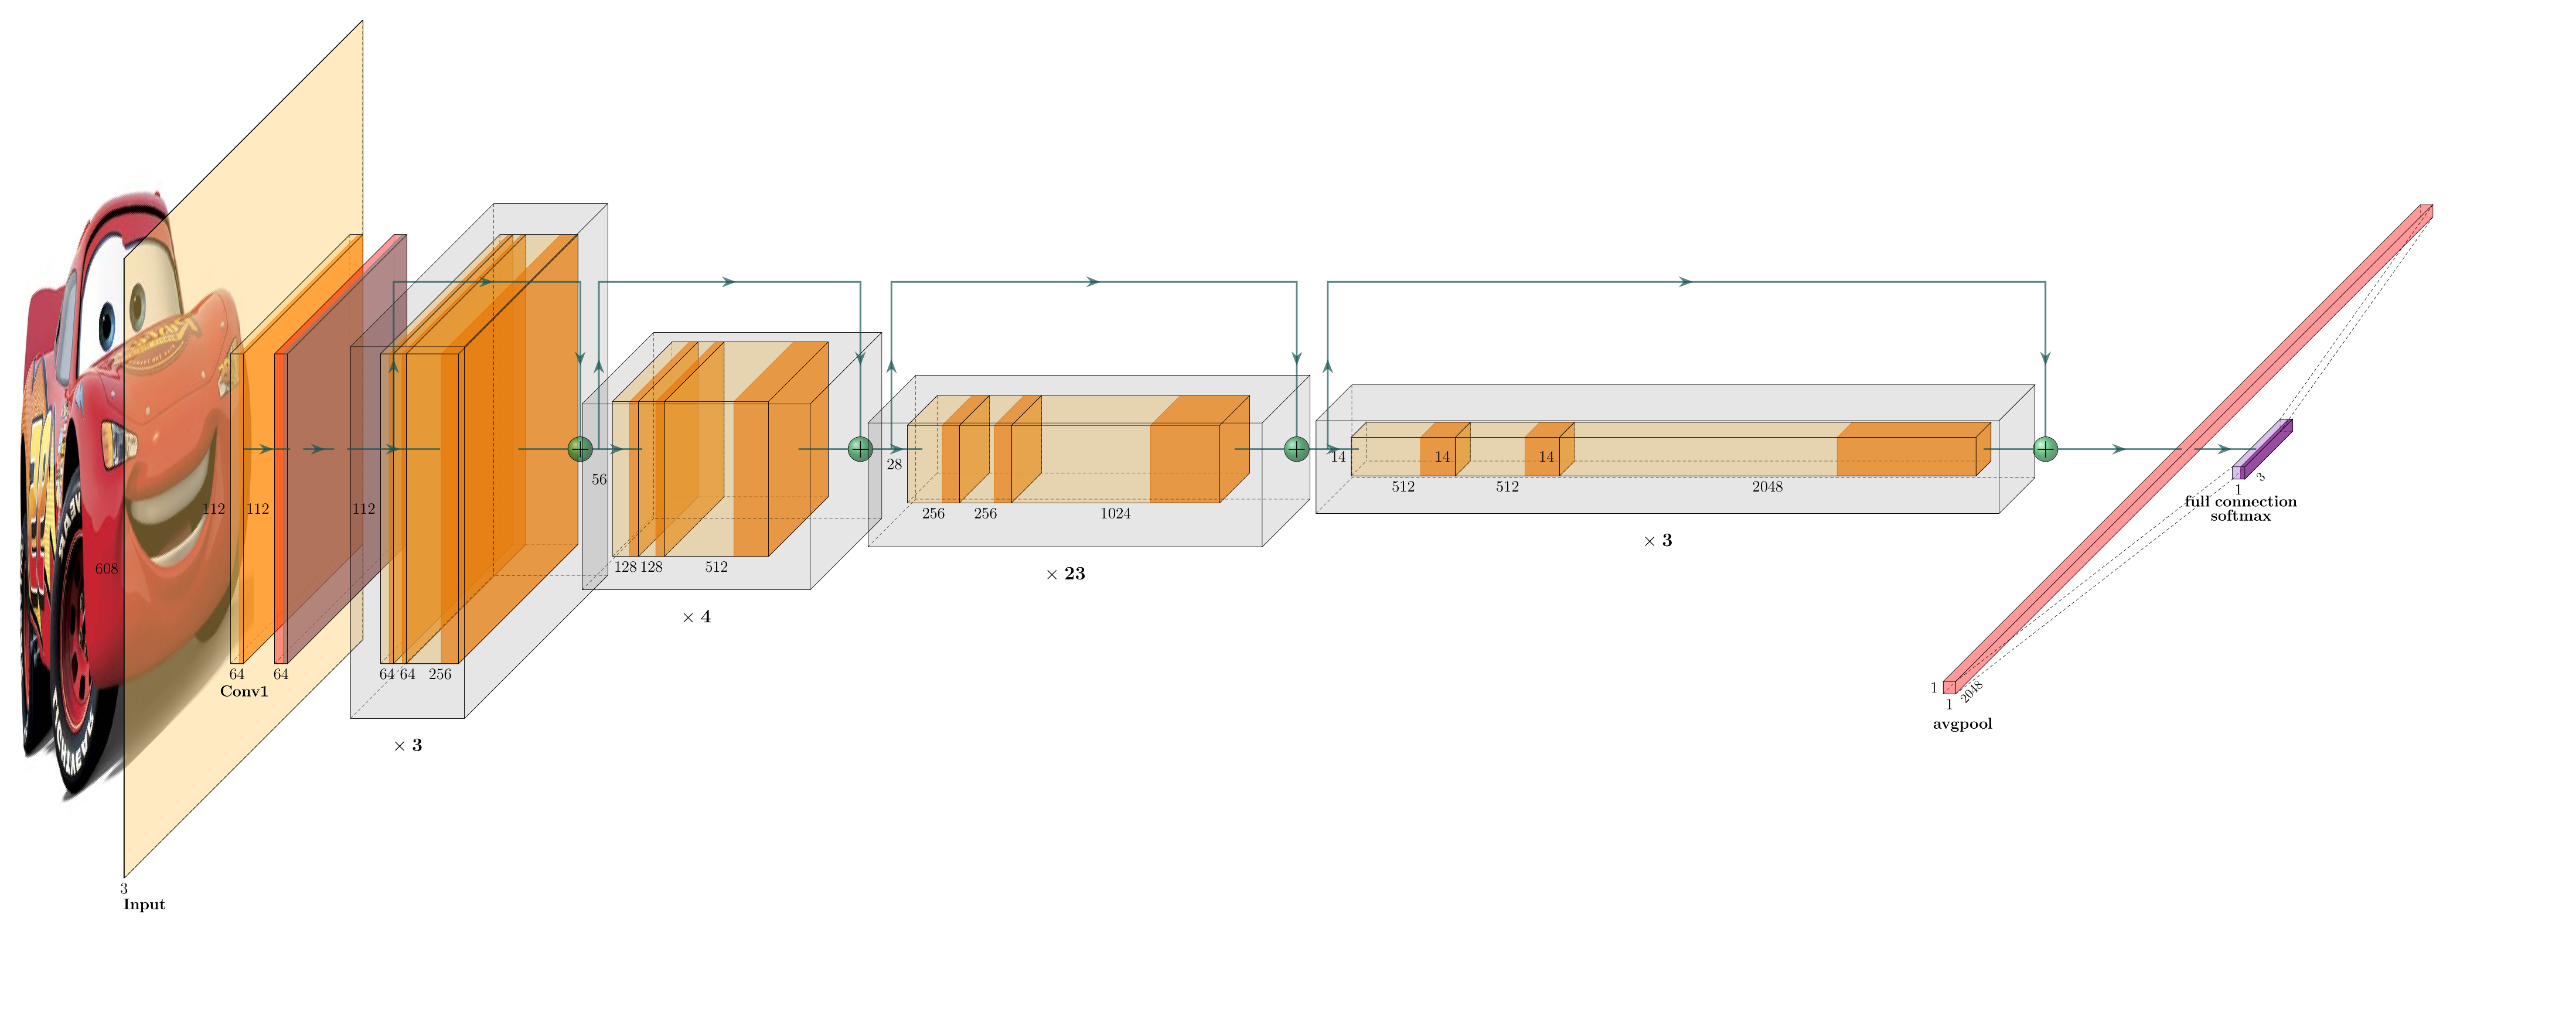 608
3
Input
112
112
64
64
Conv1
112
64 64 256
× 3
56
128 128 512
× 4
28
256 256 1024
× 23
14
14
14
512 512 2048
× 3
1
1
2048
avgpool
1
3
full connection
softmax